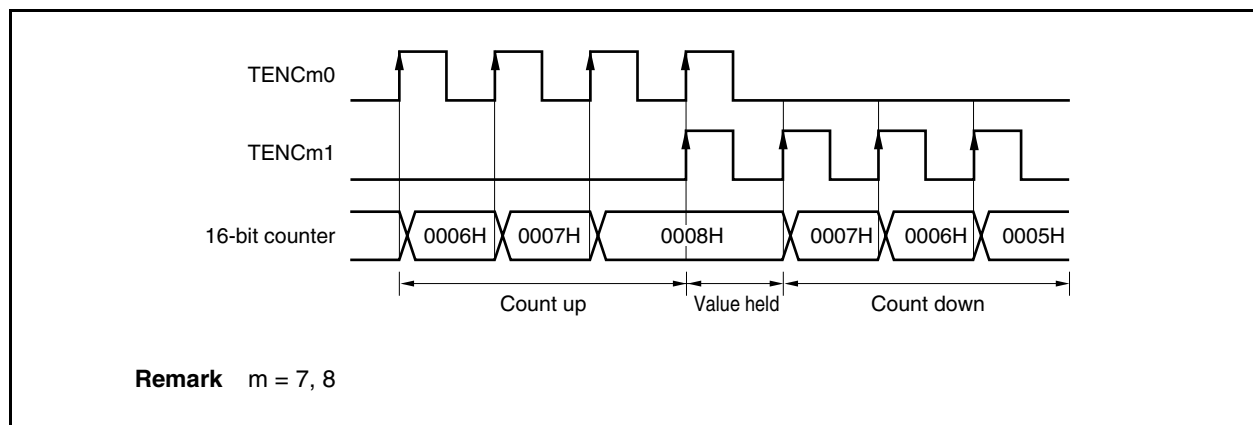 TENCm0
TENCm1
16-bit counter 0006H 0007H 0008H 0007H 0006H 0005H
Count up Value held Count down
Remark m = 7, 8